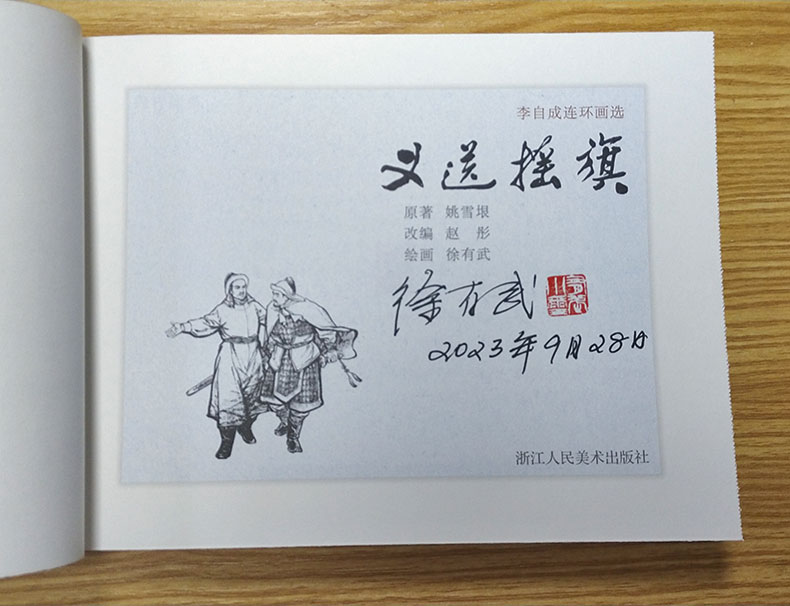 李自成连环画选
义送摇旗
原著 姚雪垠
改编 赵彤
绘画 徐有武
徐有武
2023年9月28日
浙江人民美术出版社